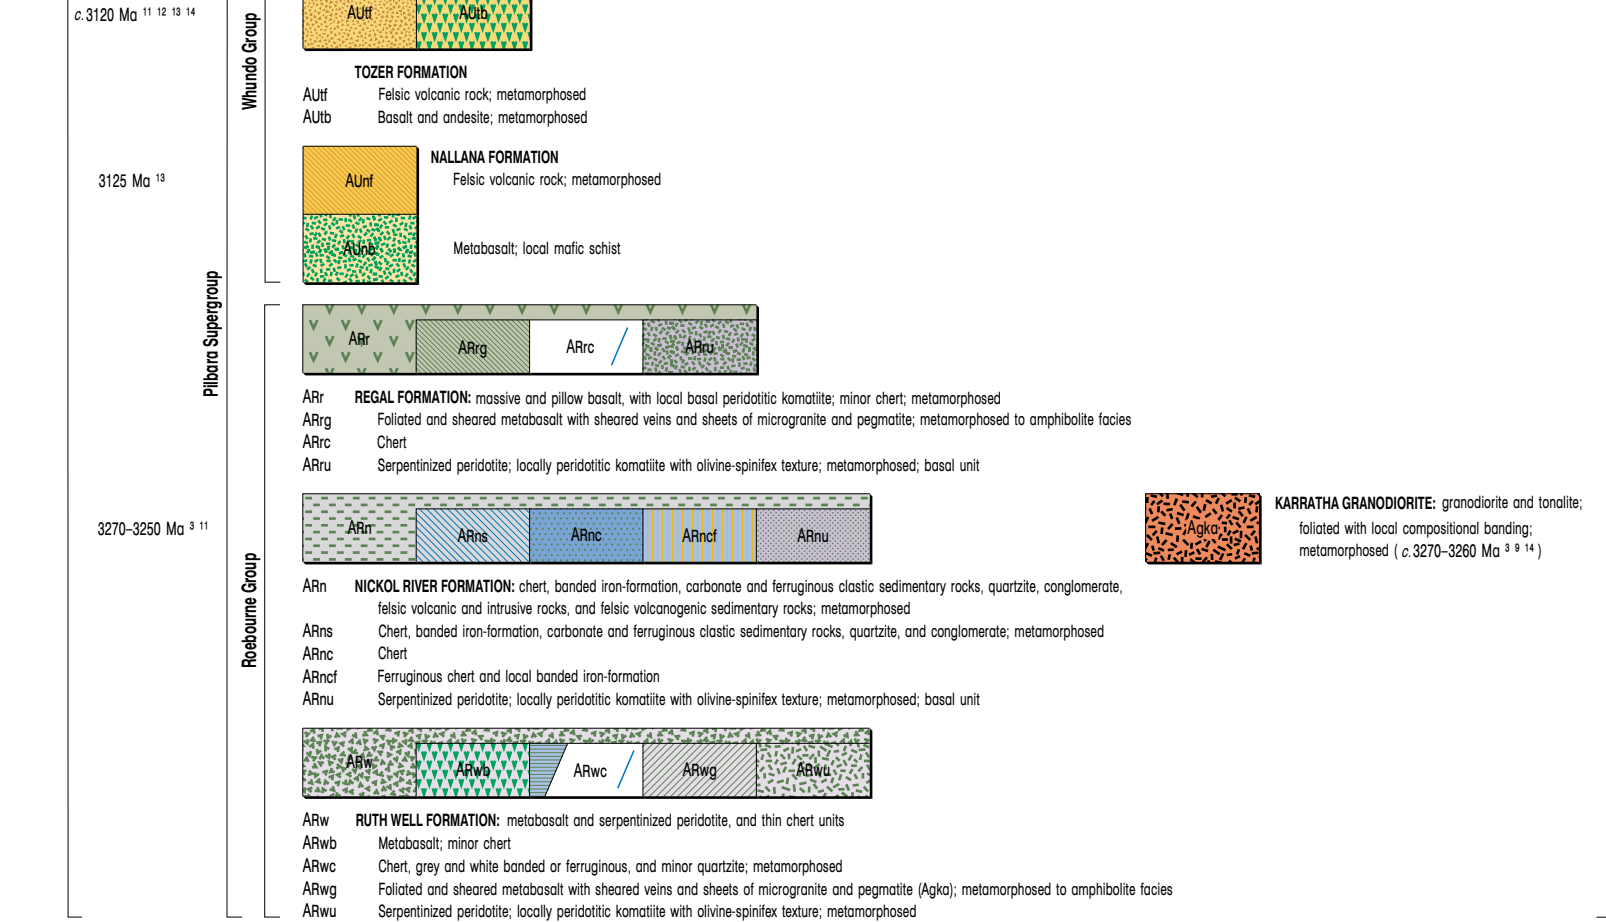 c. 3120 Ma 11 12 13 14
Whundo Group
AUtf
AUtb
TOZER FORMATION
AUtf Felsic volcanic rock; metamorphosed
AUtb Basalt and andesite; metamorphosed
3125 Ma 13
AUnf
NALLANA FORMATION
Felsic volcanic rock; metamorphosed
AUnb
Metabasalt; local mafic schist
Pilbara Supergroup
ARr
ARrg
ARrc
ARru
ARr REGAL FORMATION: massive and pillow basalt, with local basal peridotitic komatiite; minor chert; metamorphosed
ARrg Foliated and sheared metabasalt with sheared veins and sheets of microgranite and pegmatite; metamorphosed to amphibolite facies
ARrc Chert
ARru Serpentinized peridotite; locally peridotitic komatiite with olivine-spinifex texture; metamorphosed; basal unit
3270–3250 Ma 3 11
Roebourne Group
ARn
ARns
ARnc
ARncf
ARnu
Agka
KARRATHA GRANODIORITE: granodiorite and tonalite;
foliated with local compositional banding;
metamorphosed ( c. 3270–3260 Ma 3 9 14 )
ARn NICKOL RIVER FORMATION: chert, banded iron-formation, carbonate and ferruginous clastic sedimentary rocks, quartzite, conglomerate,
felsic volcanic and intrusive rocks, and felsic volcanogenic sedimentary rocks; metamorphosed
ARns Chert, banded iron-formation, carbonate and ferruginous clastic sedimentary rocks, quartzite, and conglomerate; metamorphosed
ARnc Chert
ARncf Ferruginous chert and local banded iron-formation
ARnu Serpentinized peridotite; locally peridotitic komatiite with olivine-spinifex texture; metamorphosed; basal unit
ARw
ARwb
ARwc
ARwg
ARwu
ARw RUTH WELL FORMATION: metabasalt and serpentinized peridotite, and thin chert units
ARwb Metabasalt; minor chert
ARwc Chert, grey and white banded or ferruginous, and minor quartzite; metamorphosed
ARwg Foliated and sheared metabasalt with sheared veins and sheets of microgranite and pegmatite (Agka); metamorphosed to amphibolite facies
ARwu Serpentinized peridotite; locally peridotitic komatiite with olivine-spinifex texture; metamorphosed